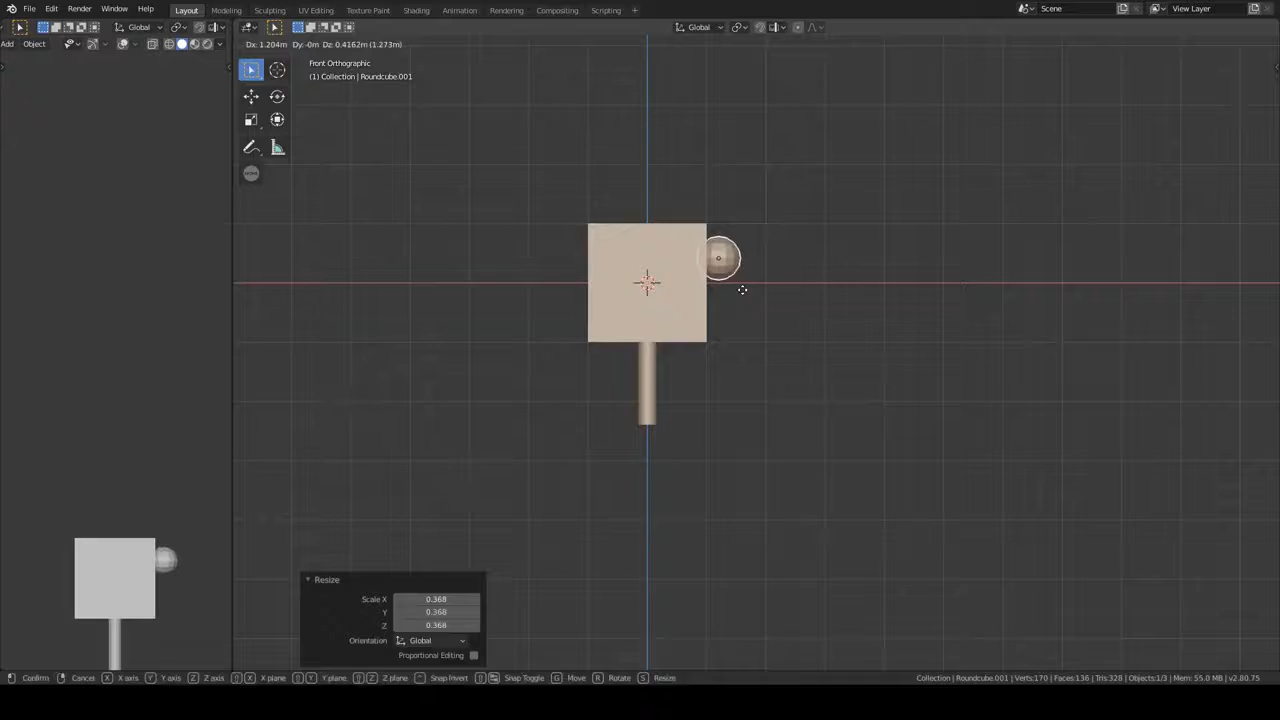 File Edit Render Window Help Layout Modeling Sculpting UV Editing Texture Paint Shading Animation Rendering Compositing Scripting + Scene View Layer
Global Global
Add Object Dx: 1.204m Dy: -0m Dz: 0.4162m (1.273m)
Front Orthographic
(1) Collection | Roundcube.001
Resize
Scale X 0.368
Y 0.368
Z 0.368
Orientation Global
Proportional Editing
Confirm Cancel X X axis Y Y axis Z Z axis X X plane Y Y plane Z Z plane Snap Invert Snap Toggle G Move R Rotate S Resize Collection | Roundcube.001 | Verts:170 | Faces:136 | Tris:328 | Objects:1/3 | Mem: 55.0 MB | v2.80.75